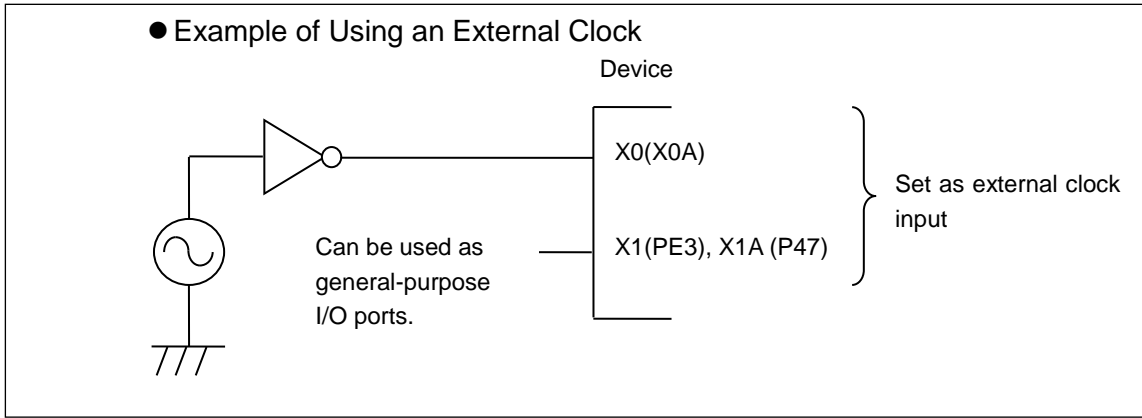 ● Example of Using an External Clock
Device
X0(X0A)
Set as external clock
input
Can be used as
general-purpose
I/O ports.
X1(PE3), X1A (P47)